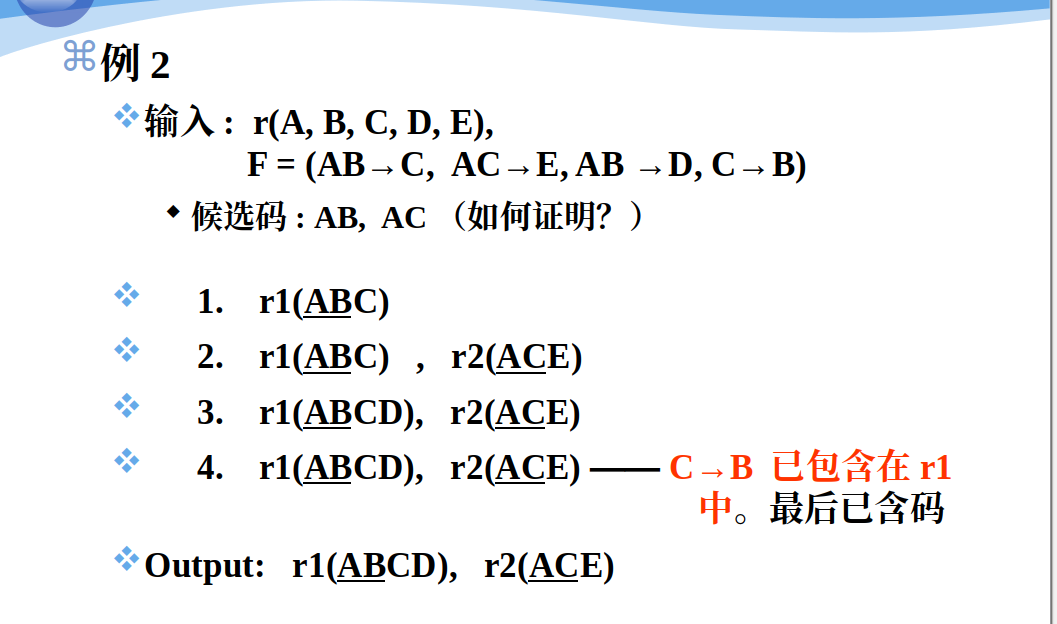 例 2
输入： r(A, B, C, D, E),
F = (AB→C, AC→E, AB →D, C→B)
候选码：AB, AC （如何证明？）
1. r1(ABC)
2. r1(ABC) , r2(ACE)
3. r1(ABCD), r2(ACE)
4. r1(ABCD), r2(ACE) —— C→B 已包含在 r1
中。最后已含码
Output: r1(ABCD), r2(ACE)